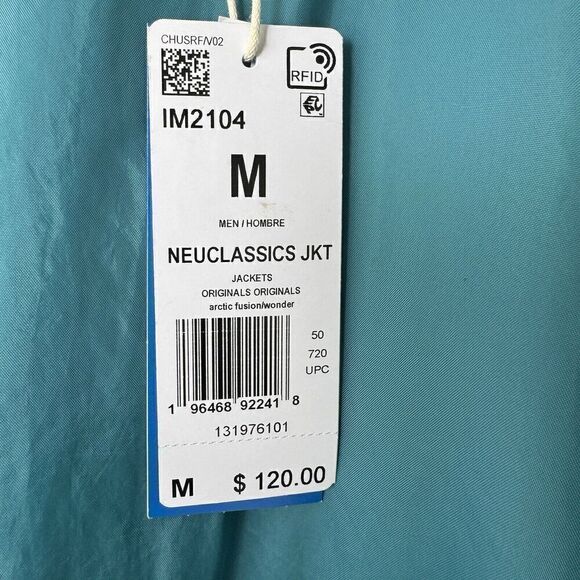 CHUSRF/V02
RFID
IM2104
M
MEN / HOMBRE
NEUCLASSICS JKT
JACKETS
ORIGINALS ORIGINALS
arctic fusion/wonder
50
720
UPC
1 96468 92241 8
131976101
M $ 120.00